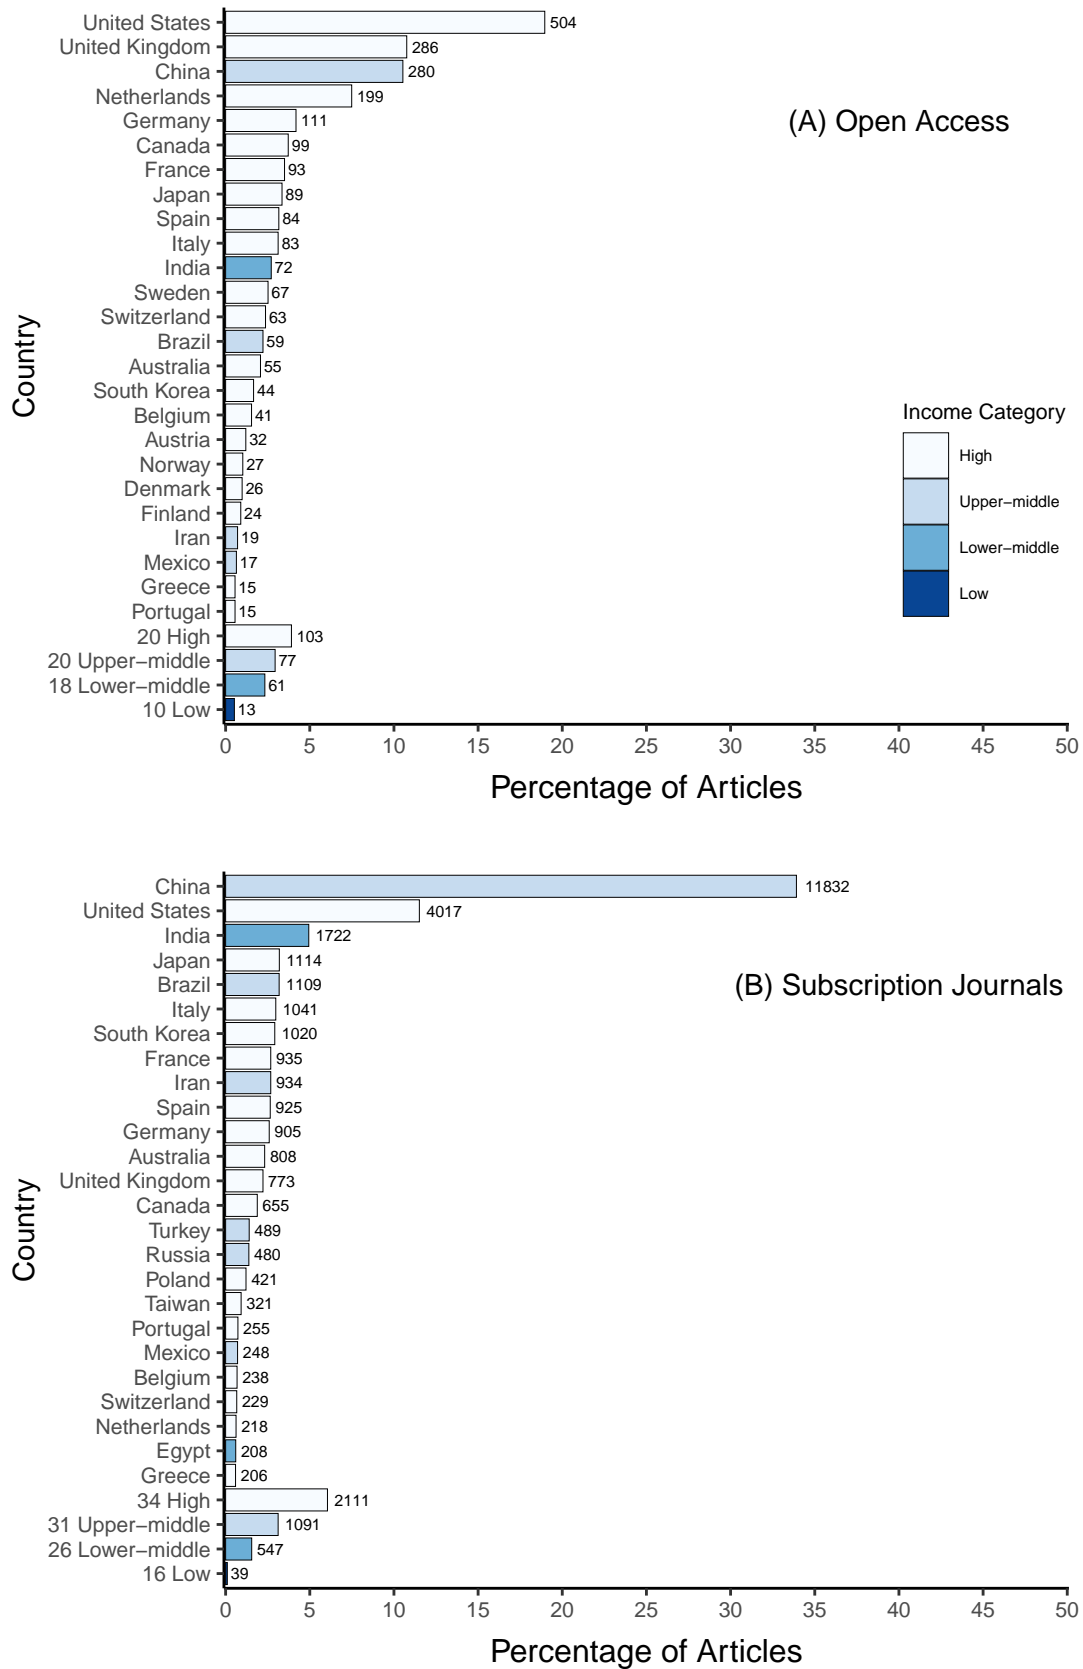 United States 504
United Kingdom 286
China 280
Netherlands 199
Germany 111
(A) Open Access
Canada 99
France 93
Japan 89
Spain 84
Italy 83
India 72
Sweden 67
Switzerland 63
Brazil 59
Australia 55
South Korea 44
Belgium 41
Austria 32
Norway 27
Denmark 26
Finland 24
Iran 19
Mexico 17
Greece 15
Portugal 15
20 High 103
20 Upper−middle 77
18 Lower−middle 61
10 Low 13
Country
Income Category
High
Upper−middle
Lower−middle
Low
0 5 10 15 20 25 30 35 40 45 50
Percentage of Articles
China 11832
United States 4017
India 1722
Japan 1114
Brazil 1109
(B) Subscription Journals
Italy 1041
South Korea 1020
France 935
Iran 934
Spain 925
Germany 905
Australia 808
United Kingdom 773
Canada 655
Turkey 489
Russia 480
Poland 421
Taiwan 321
Portugal 255
Mexico 248
Belgium 238
Switzerland 229
Netherlands 218
Egypt 208
Greece 206
34 High 2111
31 Upper−middle 1091
26 Lower−middle 547
16 Low 39
Country
0 5 10 15 20 25 30 35 40 45 50
Percentage of Articles